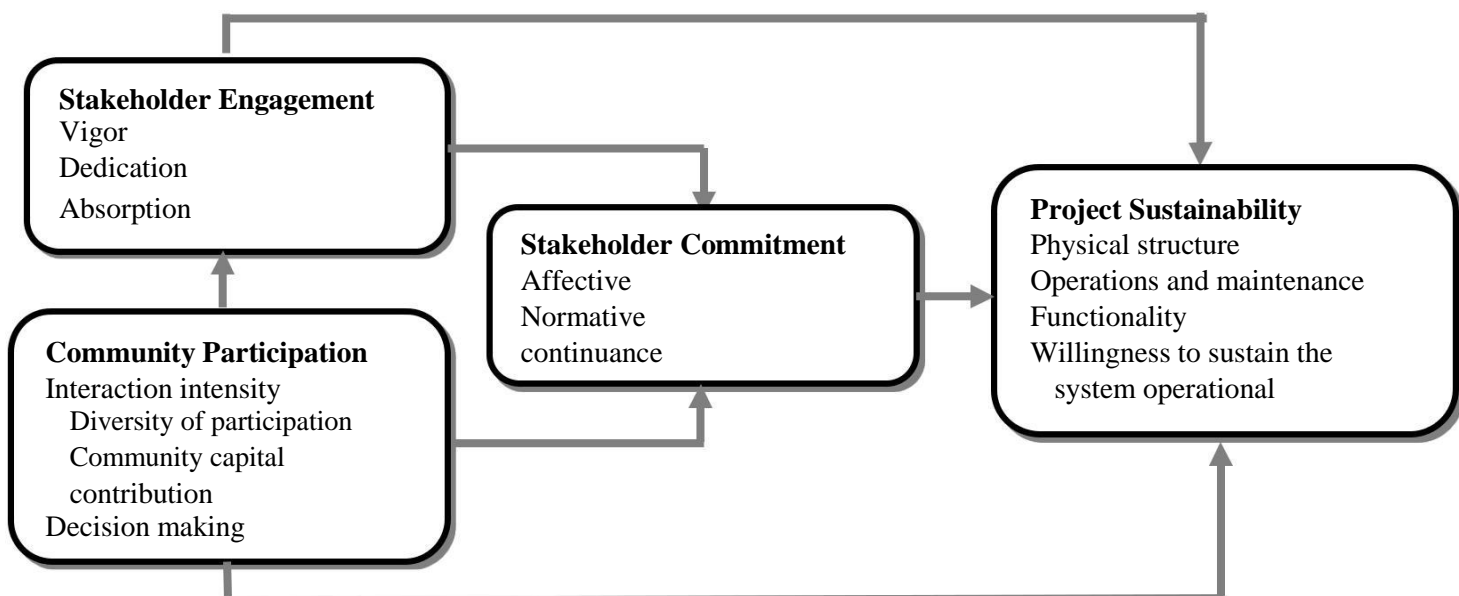 Stakeholder Engagement
Vigor
Dedication
Absorption
Community Participation
Interaction intensity
Diversity of participation
Community capital
contribution
Decision making
Stakeholder Commitment
Affective
Normative
continuance
Project Sustainability
Physical structure
Operations and maintenance
Functionality
Willingness to sustain the
system operational